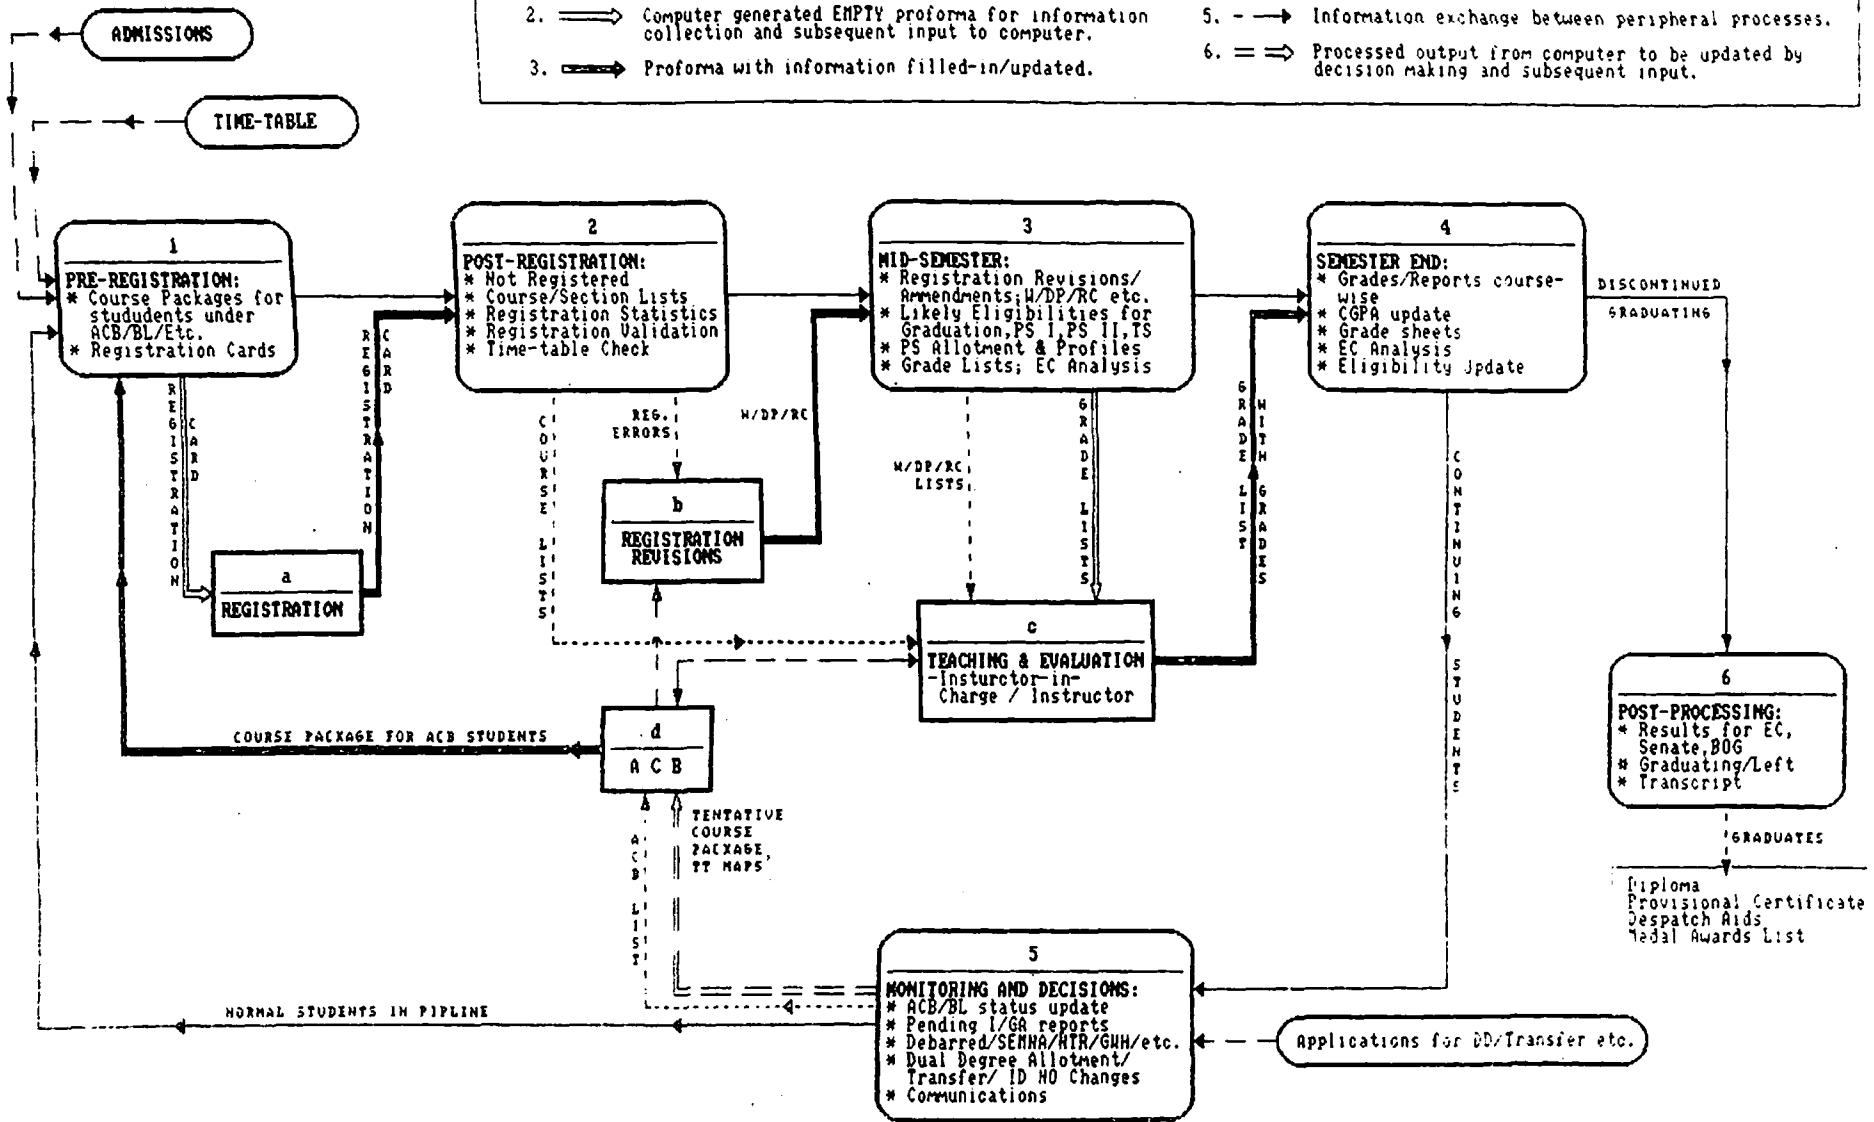 2. Computer generated EMPTY proforma for information
collection and subsequent input to computer.
3. Proforma with information filled-in/updated.
5. Information exchange between peripheral processes.
6. Processed output from computer to be updated by
decision making and subsequent input.
ADMISSIONS
TIME-TABLE
1
PRE-REGISTRATION:
* Course Packages for
stududents under
ACB/BL/Etc.
* Registration Cards
2
POST-REGISTRATION:
* Not Registered
* Course/Section Lists
* Registration Statistics
* Registration Validation
* Time-table Check
3
MID-SEMESTER:
* Registration Revisions/
Ammendments;W/DP/RC etc.
* Likely Eligibilities for
Graduation,PS I,PS II,TS
* PS Allotment & Profiles
* Grade Lists; EC Analysis
4
SEMESTER END:
* Grades/Reports course-
wise
* CGPA update
* Grade sheets
* EC Analysis
* Eligibility Update
DISCONTINUED
GRADUATING
REGISTRATION
CARD
REGISTRATION
CARD
COURSE LISTS
REG.
ERRORS
W/DP/RC
W/DP/RC
LISTS
GRADE LISTS
GRADE LIST
WITH GRADES
CONTINUING STUDENTS
a
REGISTRATION
b
REGISTRATION
REVISIONS
c
TEACHING & EVALUATION
-Insturctor-in-
Charge / Instructor
d
A C B
COURSE PACKAGE FOR ACB STUDENTS
6
POST-PROCESSING:
* Results for EC,
Senate,BOG
* Graduating/Left
* Transcript
GRADUATES
Diploma
Provisional Certificate
Despatch Aids
Medal Awards List
ACB LIST
TENTATIVE
COURSE
PACKAGE,
TT MAPS
5
MONITORING AND DECISIONS:
* ACB/BL status update
* Pending I/GA reports
* Debarred/SEMNA/RTR/GWH/etc.
* Dual Degree Allotment/
Transfer/ ID NO Changes
* Communications
NORMAL STUDENTS IN PIPLINE
Applications for DD/Transfer etc.